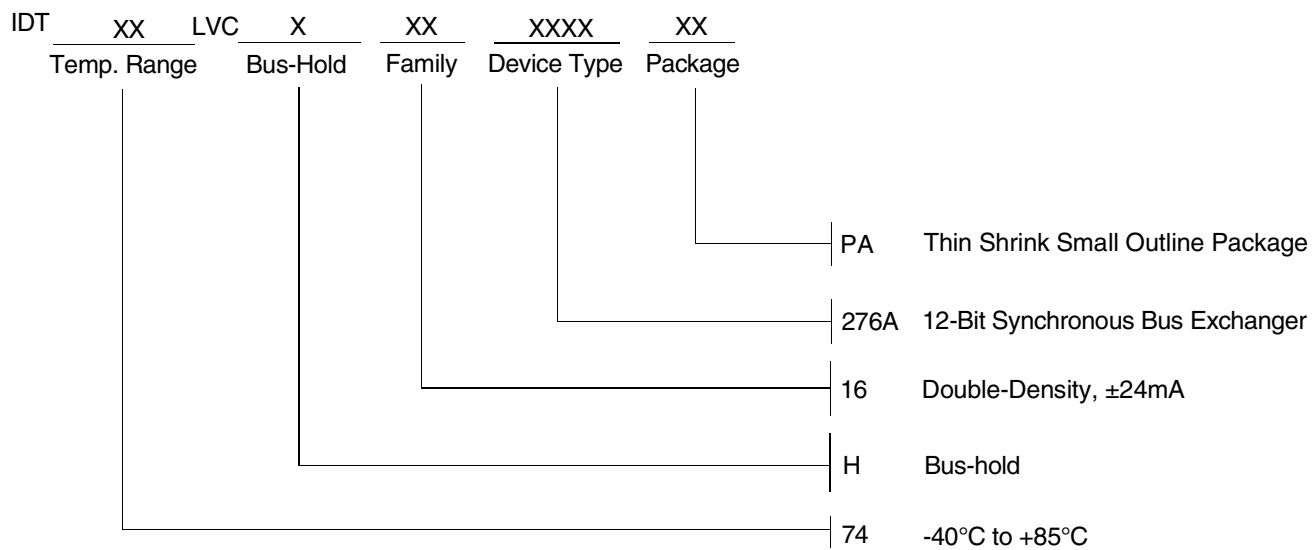 IDT XX LVC X XX XXXX XX
Temp. Range Bus-Hold Family Device Type Package
PA Thin Shrink Small Outline Package
276A 12-Bit Synchronous Bus Exchanger
16 Double-Density, ±24mA
H Bus-hold
74 -40°C to +85°C